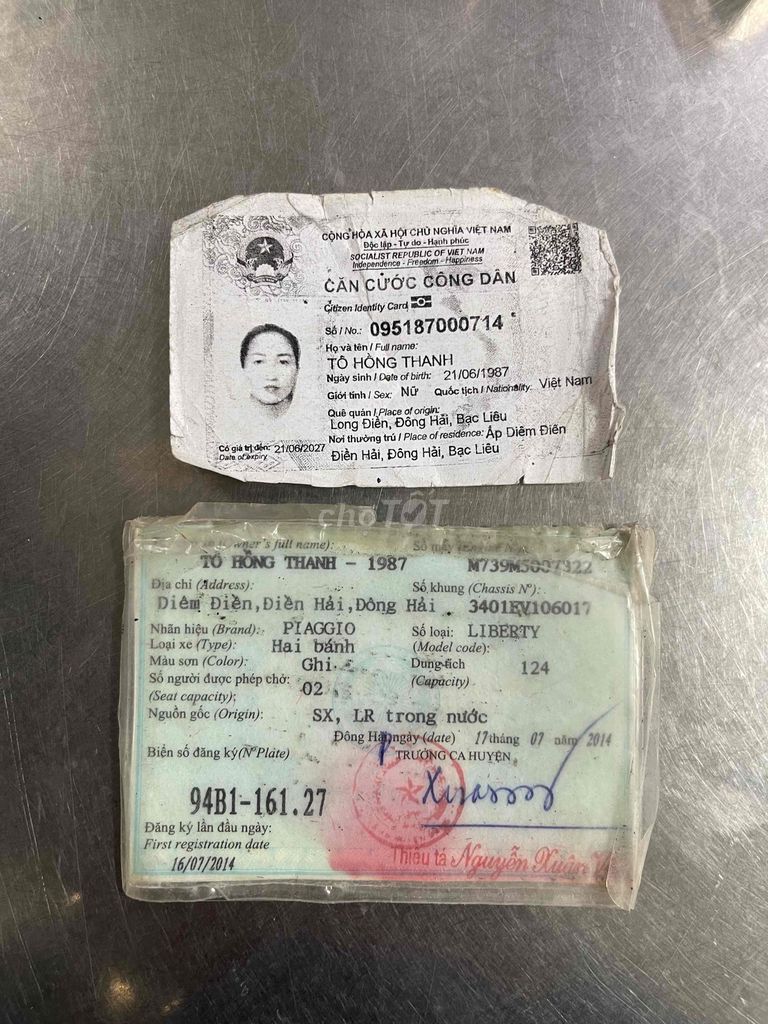 CỘNG HÒA XÃ HỘI CHỦ NGHĨA VIỆT NAM
Độc lập - Tự do - Hạnh phúc
SOCIALIST REPUBLIC OF VIET NAM
Independence - Freedom - Happiness
CĂN CƯỚC CÔNG DÂN
Citizen Identity Card
Số / No.: 095187000714
Họ và tên / Full name:
TÔ HỒNG THANH
Ngày sinh / Date of birth: 21/06/1987
Giới tính / Sex: Nữ Quốc tịch / Nationality: Việt Nam
Quê quán / Place of origin:
Long Điền, Đông Hải, Bạc Liêu
Nơi thường trú / Place of residence: Ấp Diêm Điền
Điền Hải, Đông Hải, Bạc Liêu
Có giá trị đến: 21/06/2027
Date of expiry
chợTỐT
(Owner's full name): Số máy
TÔ HỒNG THANH - 1987
Địa chỉ (Address): Số khung (Chassis Nº):
Diêm Điền,Điền Hải,Đông Hải 3401EV106017
Nhãn hiệu (Brand): PIAGGIO Số loại: LIBERTY
Loại xe (Type): Hai bánh (Model code):
Màu sơn (Color): Ghi Dung tích 124
Số người được phép chở: 02 (Capacity)
(Seat capacity);
Nguồn gốc (Origin): SX, LR trong nước
Đông Hải, ngày (date) 17 tháng 07 năm 2014
Biển số đăng ký(Nº Plate) TRƯỞNG CA HUYỆN
94B1-161.27
Đăng ký lần đầu ngày:
First registration date
16/07/2014
Thiếu tá Nguyễn Xuân